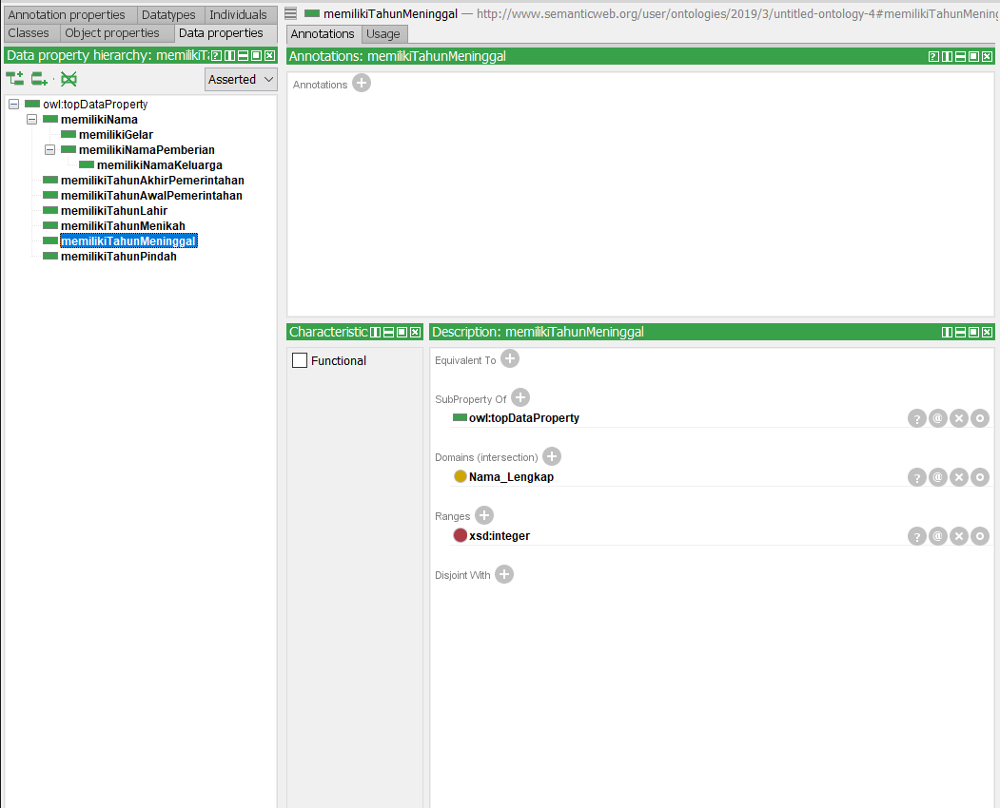 Annotation properties Datatypes Individuals
Classes Object properties Data properties
Data property hierarchy: memilikiTa
Asserted
owl:topDataProperty
memilikiNama
memilikiGelar
memilikiNamaPemberian
memilikiNamaKeluarga
memilikiTahunAkhirPemerintahan
memilikiTahunAwalPemerintahan
memilikiTahunLahir
memilikiTahunMenikah
memilikiTahunMeninggal
memilikiTahunPindah
memilikiTahunMeninggal — http://www.semanticweb.org/user/ontologies/2019/3/untitled-ontology-4#memilikiTahunMening
Annotations Usage
Annotations: memilikiTahunMeninggal
Annotations
Characteristic
Functional
Description: memilikiTahunMeninggal
Equivalent To
SubProperty Of
owl:topDataProperty
Domains (intersection)
Nama_Lengkap
Ranges
xsd:integer
Disjoint With